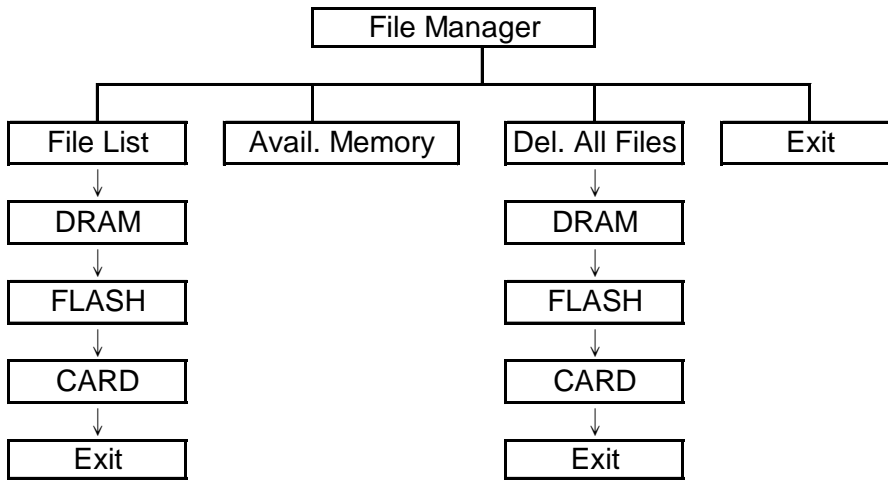 File Manager
File List
Avail. Memory
Del. All Files
Exit
DRAM
DRAM
FLASH
FLASH
CARD
CARD
Exit
Exit